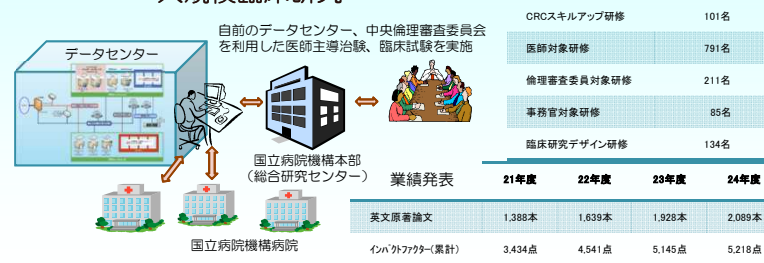 自前のデータセンター、中央倫理審査委員会
を利用した医師主導治験、臨床試験を実施
データセンター
国立病院機構本部
（総合研究センター）
国立病院機構病院
CRCスキルアップ研修 101名
医師対象研修 791名
倫理審査委員対象研修 211名
事務官対象研修 85名
臨床研究デザイン研修 134名
業績発表 21年度 22年度 23年度 24年度
英文原著論文 1,388本 1,639本 1,928本 2,089本
インパクトファクター(累計) 3,434点 4,541点 5,145点 5,218点